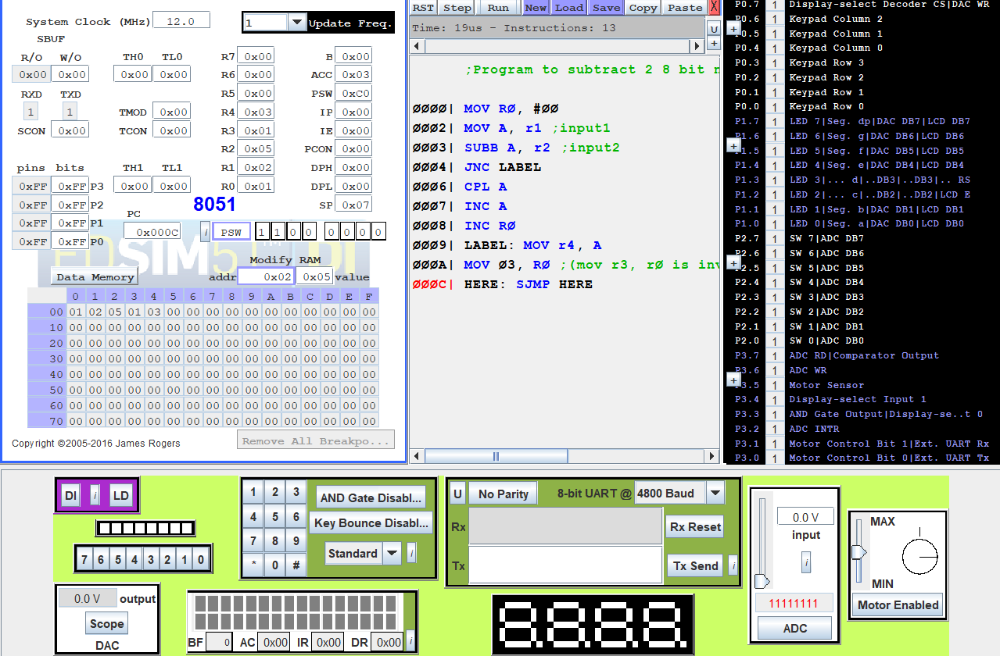 System Clock (MHz) 12.0
1 Update Freq.
SBUF
R/O W/O TH0 TL0 R7 0x00 B 0x00
0x00 0x00 0x00 0x00 R6 0x00 ACC 0x03
RXD TXD R5 0x00 PSW 0xC0
1 1 TMOD 0x00 R4 0x03 IP 0x00
SCON 0x00 TCON 0x00 R3 0x01 IE 0x00
R2 0x05 PCON 0x00
pins bits TH1 TL1 R1 0x02 DPH 0x00
0xFF 0xFF P3 0x00 0x00 R0 0x01 DPL 0x00
0xFF 0xFF P2 8051 SP 0x07
0xFF 0xFF P1 PC
0xFF 0xFF P0 0x000C i PSW 1 1 0 0 0 0 0 0
Modify RAM
Data Memory addr 0x02 0x05 value
0 1 2 3 4 5 6 7 8 9 A B C D E F
00 01 02 05 01 03 00 00 00 00 00 00 00 00 00 00 00
10 00 00 00 00 00 00 00 00 00 00 00 00 00 00 00 00
20 00 00 00 00 00 00 00 00 00 00 00 00 00 00 00 00
30 00 00 00 00 00 00 00 00 00 00 00 00 00 00 00 00
40 00 00 00 00 00 00 00 00 00 00 00 00 00 00 00 00
50 00 00 00 00 00 00 00 00 00 00 00 00 00 00 00 00
60 00 00 00 00 00 00 00 00 00 00 00 00 00 00 00 00
70 00 00 00 00 00 00 00 00 00 00 00 00 00 00 00 00
Copyright ©2005-2016 James Rogers
Remove All Breakpo...
RST Step Run New Load Save Copy Paste X
Time: 19us - Instructions: 13
U
+
;Program to subtract 2 8 bit n
0000| MOV R0, #00
0002| MOV A, r1 ;input1
0003| SUBB A, r2 ;input2
0004| JNC LABEL
0006| CPL A
0007| INC A
0008| INC R0
0009| LABEL: MOV r4, A
000A| MOV 03, R0 ;(mov r3, r0 is inv
000C| HERE: SJMP HERE
P0.7 1 Display-select Decoder CS|DAC WR
P0.6 1 Keypad Column 2
+ P0.5 1 Keypad Column 1
P0.4 1 Keypad Column 0
P0.3 1 Keypad Row 3
P0.2 1 Keypad Row 2
P0.1 1 Keypad Row 1
P0.0 1 Keypad Row 0
P1.7 1 LED 7|Seg. dp|DAC DB7|LCD DB7
P1.6 1 LED 6|Seg. g|DAC DB6|LCD DB6
+ P1.5 1 LED 5|Seg. f|DAC DB5|LCD DB5
P1.4 1 LED 4|Seg. e|DAC DB4|LCD DB4
P1.3 1 LED 3|... d|..DB3|..DB3|.. RS
P1.2 1 LED 2|... c|..DB2|..DB2|LCD E
P1.1 1 LED 1|Seg. b|DAC DB1|LCD DB1
P1.0 1 LED 0|Seg. a|DAC DB0|LCD DB0
P2.7 1 SW 7|ADC DB7
P2.6 1 SW 6|ADC DB6
+ P2.5 1 SW 5|ADC DB5
P2.4 1 SW 4|ADC DB4
P2.3 1 SW 3|ADC DB3
P2.2 1 SW 2|ADC DB2
P2.1 1 SW 1|ADC DB1
P2.0 1 SW 0|ADC DB0
P3.7 1 ADC RD|Comparator Output
P3.6 1 ADC WR
+ P3.5 1 Motor Sensor
P3.4 1 Display-select Input 1
P3.3 1 AND Gate Output|Display-se..t 0
P3.2 1 ADC INTR
P3.1 1 Motor Control Bit 1|Ext. UART Rx
P3.0 1 Motor Control Bit 0|Ext. UART Tx
DI i LD
7 6 5 4 3 2 1 0
0.0 V output
Scope
DAC
1 2 3
4 5 6
7 8 9
* 0 #
AND Gate Disabl...
Key Bounce Disabl...
Standard i
BF 0 AC 0x00 IR 0x00 DR 0x00 i
U No Parity 8-bit UART @ 4800 Baud
Rx Rx Reset
Tx Tx Send i
8.8.8.8.
0.0 V
input
i
11111111
ADC
MAX
MIN
Motor Enabled